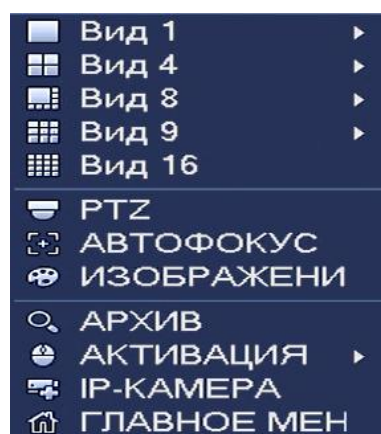 Вид 1
Вид 4
Вид 8
Вид 9
Вид 16
PTZ
АВТОФОКУС
ИЗОБРАЖЕНИ
АРХИВ
АКТИВАЦИЯ
IP-КАМЕРА
ГЛАВНОЕ МЕН